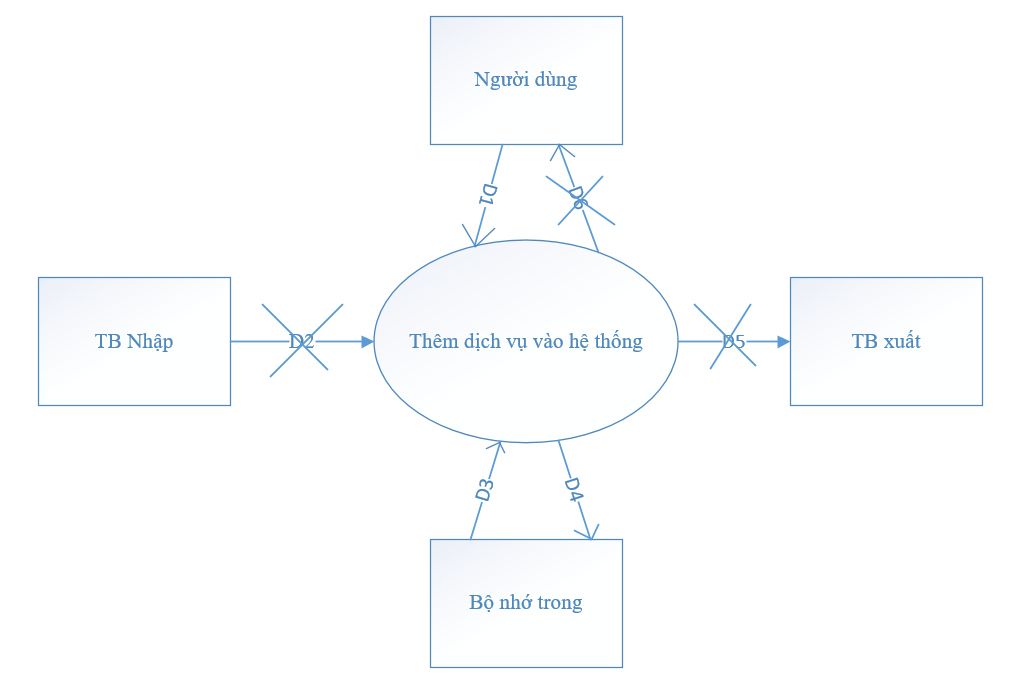 Người dùng
D1
D6
TB Nhập
D2
Thêm dịch vụ vào hệ thống
D5
TB xuất
D3
D4
Bộ nhớ trong